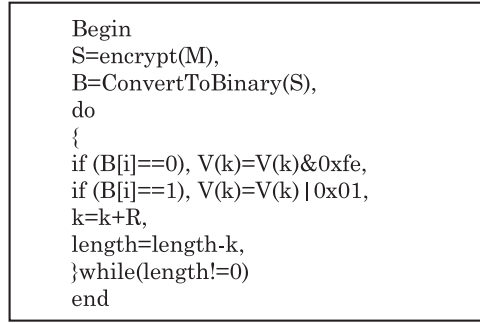 Begin
S=encrypt(M),
B=ConvertToBinary(S),
do
{
if (B[i]==0), V(k)=V(k)&0xfe,
if (B[i]==1), V(k)=V(k) | 0x01,
k=k+R,
length=length-k,
}while(length!=0)
end